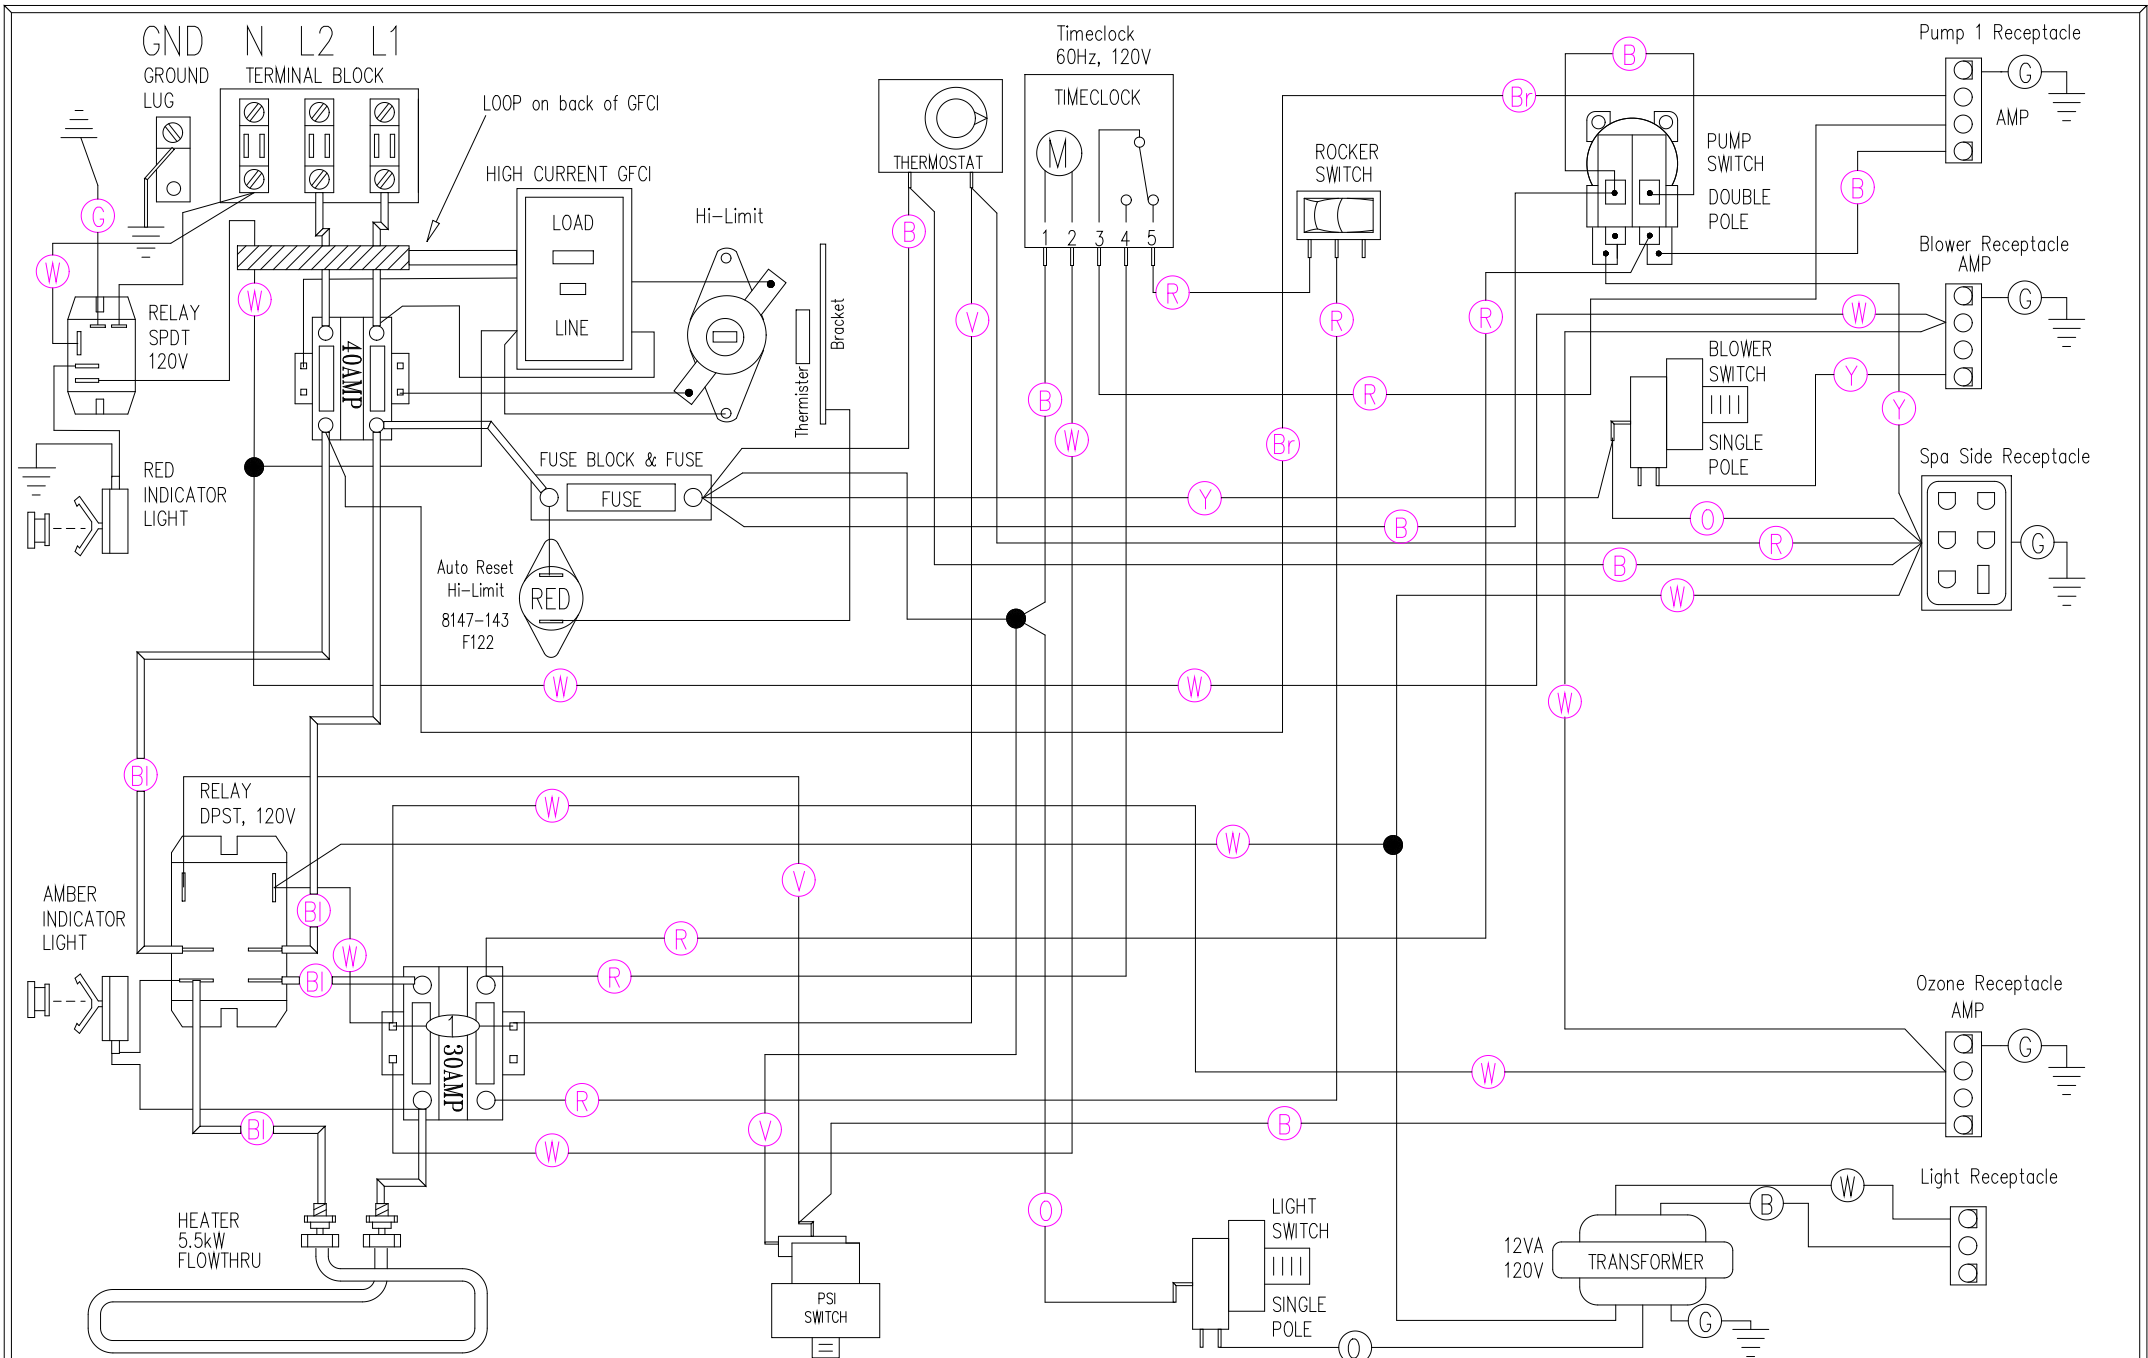 GND N L2 L1
GROUND
LUG
TERMINAL BLOCK
LOOP on back of GFCI
HIGH CURRENT GFCI
LOAD
LINE
Hi-Limit
Thermister
Bracket
THERMOSTAT
Timeclock
60Hz, 120V
TIMECLOCK
M
1 2 3 4 5
ROCKER
SWITCH
PUMP
SWITCH
DOUBLE
POLE
Pump 1 Receptacle
AMP
G
B
Br
B
G
W
W
B
V
R
R
R
B
W
R
Br
RELAY
SPDT
120V
40AMP
Blower Receptacle
AMP
G
W
Y
Y
BLOWER
SWITCH
SINGLE
POLE
RED
INDICATOR
LIGHT
FUSE BLOCK & FUSE
FUSE
Y
B
O
R
B
W
Spa Side Receptacle
G
Auto Reset
Hi-Limit
8147-143
F122
RED
W
W
W
Bl
RELAY
DPST, 120V
W
W
V
AMBER
INDICATOR
LIGHT
Bl
W
Bl
R
R
1
30AMP
R
W
Bl
V
W
B
O
Ozone Receptacle
AMP
G
HEATER
5.5kW
FLOWTHRU
PSI
SWITCH
LIGHT
SWITCH
SINGLE
POLE
O
12VA
120V
TRANSFORMER
G
W
B
Light Receptacle